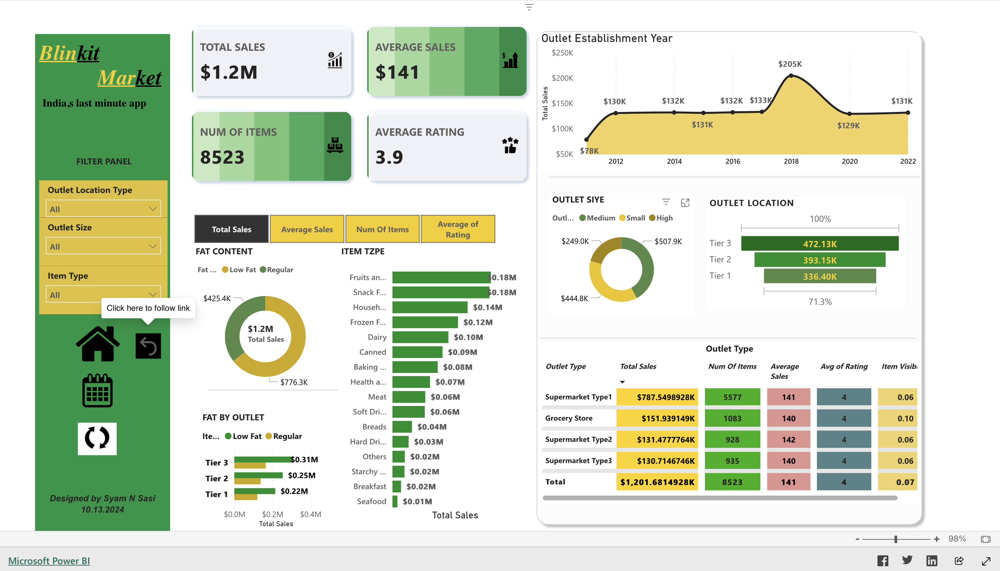 Blinkit
Market
India,s last minute app
FILTER PANEL
Outlet Location Type
All
Outlet Size
All
Item Type
All
Click here to follow link
Designed by Syam N Sasi
10.13.2024
TOTAL SALES
$1.2M
AVERAGE SALES
$141
NUM OF ITEMS
8523
AVERAGE RATING
3.9
Total Sales
Average Sales
Num Of Items
Average of
Rating
FAT CONTENT
Fat ... Low Fat Regular
$425.4K
$1.2M
Total Sales
$776.3K
FAT BY OUTLET
Ite... Low Fat Regular
Tier 3 $0.31M
Tier 2 $0.25M
Tier 1 $0.22M
$0.0M $0.2M $0.4M
Total Sales
ITEM TZPE
Fruits an... $0.18M
Snack F... $0.18M
Househ... $0.14M
Frozen F... $0.12M
Dairy $0.10M
Canned $0.09M
Baking ... $0.08M
Health a... $0.07M
Meat $0.06M
Soft Dri... $0.06M
Breads $0.04M
Hard Dri... $0.03M
Others $0.02M
Starchy ... $0.02M
Breakfast $0.02M
Seafood $0.01M
Total Sales
Outlet Establishment Year
Total Sales
$250K
$200K
$150K
$100K
$50K
$78K
$130K
$132K
$131K
$132K
$133K
$205K
$129K
$131K
2012 2014 2016 2018 2020 2022
OUTLET SIYE
Outl... Medium Small High
$249.0K
$507.9K
$444.8K
OUTLET LOCATION
100%
Tier 3 472.13K
Tier 2 393.15K
Tier 1 336.40K
71.3%
Outlet Type
Outlet Type Total Sales Num Of Items Average Sales Avg of Rating Item Visibi
Supermarket Type1 $787.5498928K 5577 141 4 0.06
Grocery Store $151.939149K 1083 140 4 0.10
Supermarket Type2 $131.4777764K 928 142 4 0.06
Supermarket Type3 $130.7146746K 935 140 4 0.06
Total $1,201.6814928K 8523 141 4 0.07
- + 98%
Microsoft Power BI